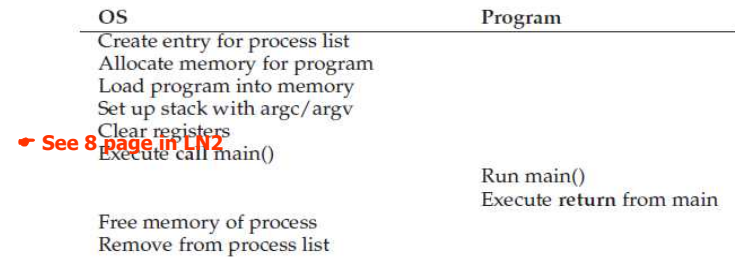 OS Program
Create entry for process list
Allocate memory for program
Load program into memory
Set up stack with argc/argv
Clear registers
☛ See 8 page in LN2
Execute call main()
Run main()
Execute return from main
Free memory of process
Remove from process list